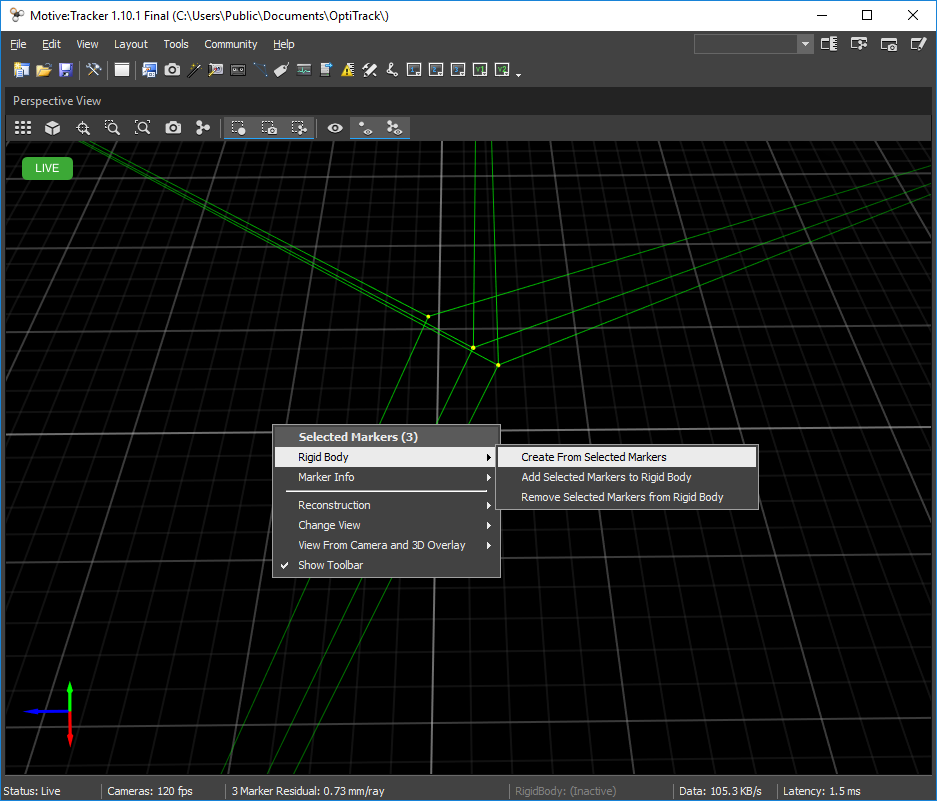 Motive:Tracker 1.10.1 Final (C:\Users\Public\Documents\OptiTrack\)
File Edit View Layout Tools Community Help
Perspective View
LIVE
Selected Markers (3)
Rigid Body
Create From Selected Markers
Marker Info
Add Selected Markers to Rigid Body
Remove Selected Markers from Rigid Body
Reconstruction
Change View
View From Camera and 3D Overlay
Show Toolbar
Status: Live Cameras: 120 fps 3 Marker Residual: 0.73 mm/ray RigidBody: (Inactive) Data: 105.3 KB/s Latency: 1.5 ms